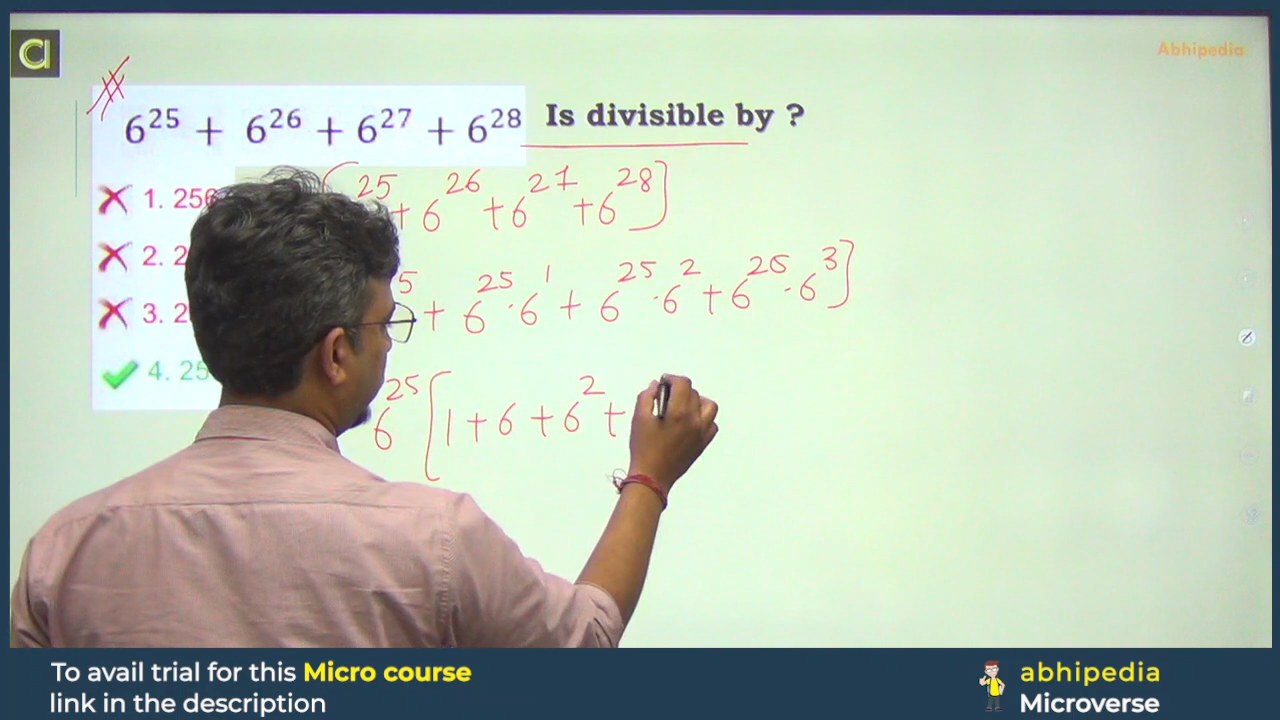 Abhipedia
6²⁵ + 6²⁶ + 6²⁷ + 6²⁸ Is divisible by ?
1. 256
[ ²⁵ + 6²⁶ + 6²⁷ + 6²⁸ ]
2. 2
⁵ + 6²⁵ · 6¹ + 6²⁵ · 6² + 6²⁵ · 6³ ]
3. 2
4. 25
6²⁵ [ 1 + 6 + 6² +
To avail trial for this Micro course
link in the description
abhipedia
Microverse